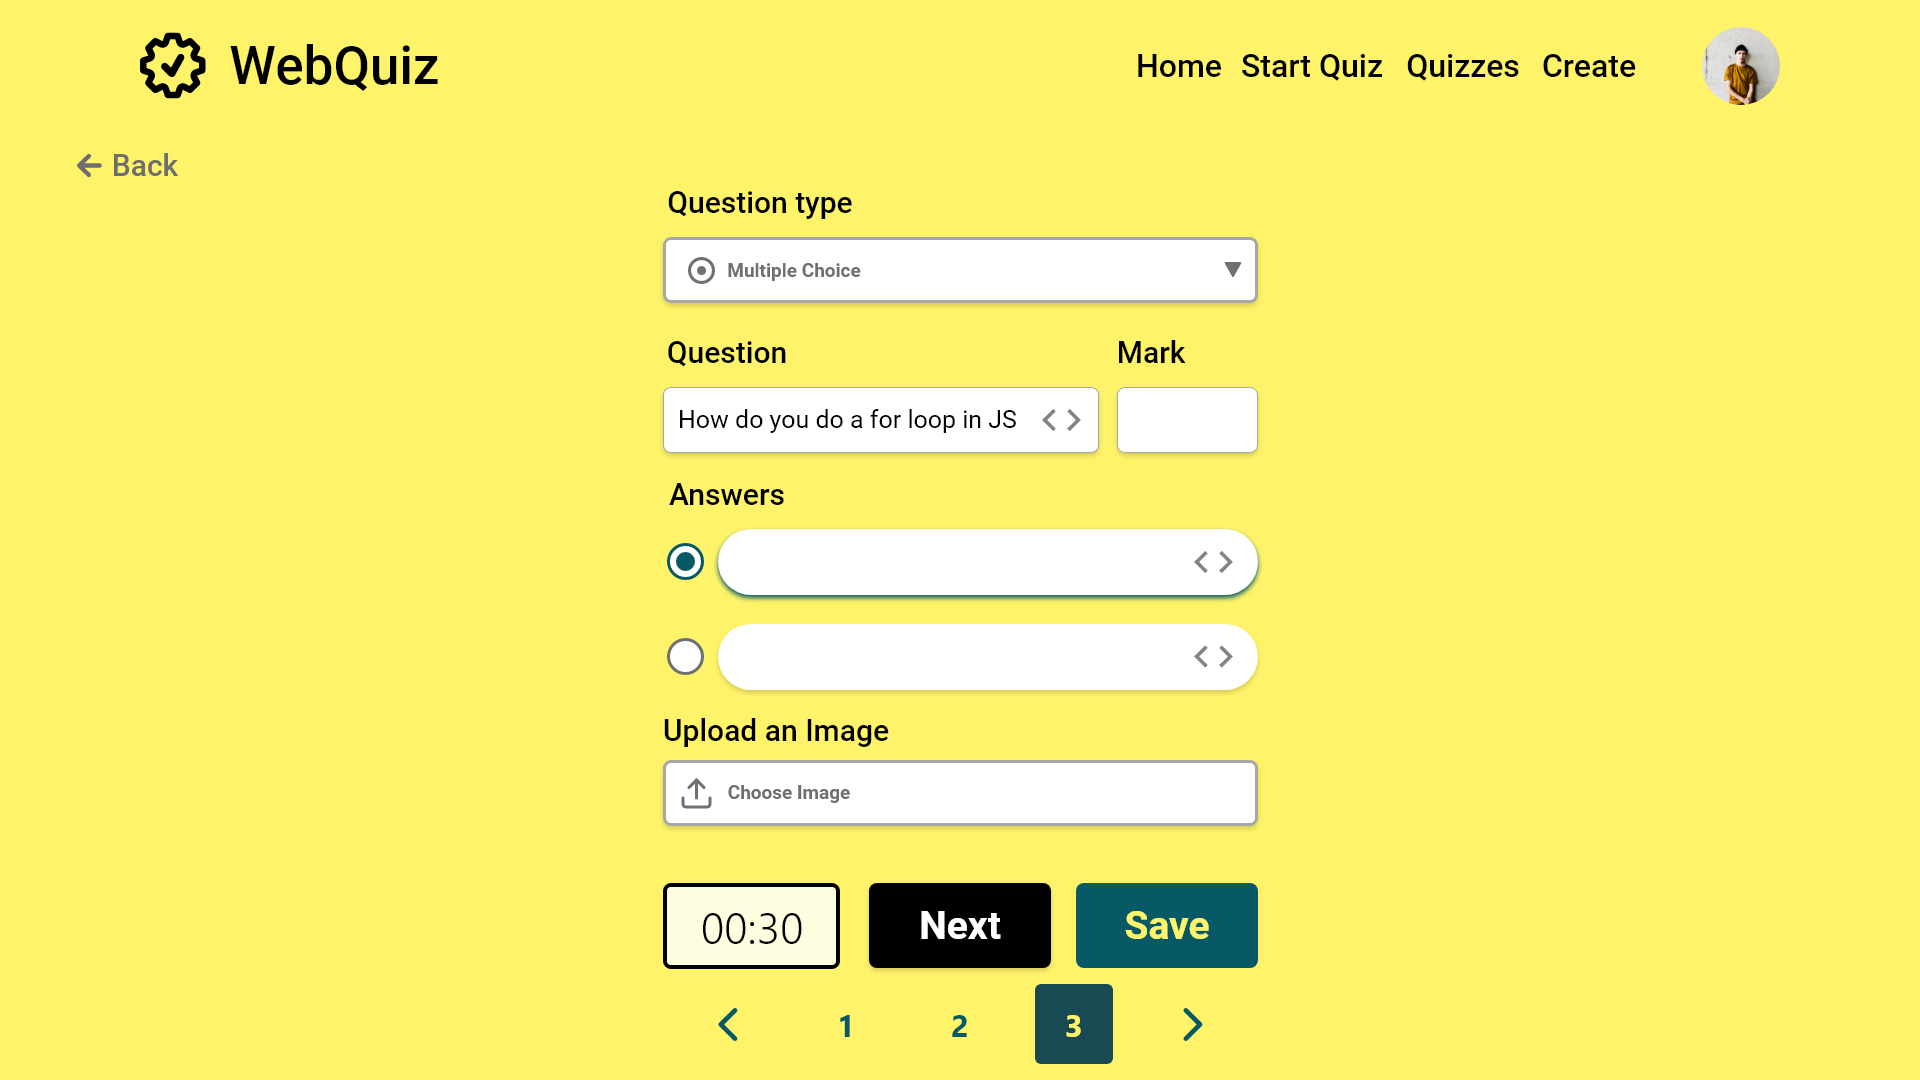 WebQuiz
Home Start Quiz Quizzes Create
Back
Question type
Multiple Choice
Question Mark
How do you do a for loop in JS
Answers
Upload an Image
Choose Image
00:30 Next Save
1 2 3